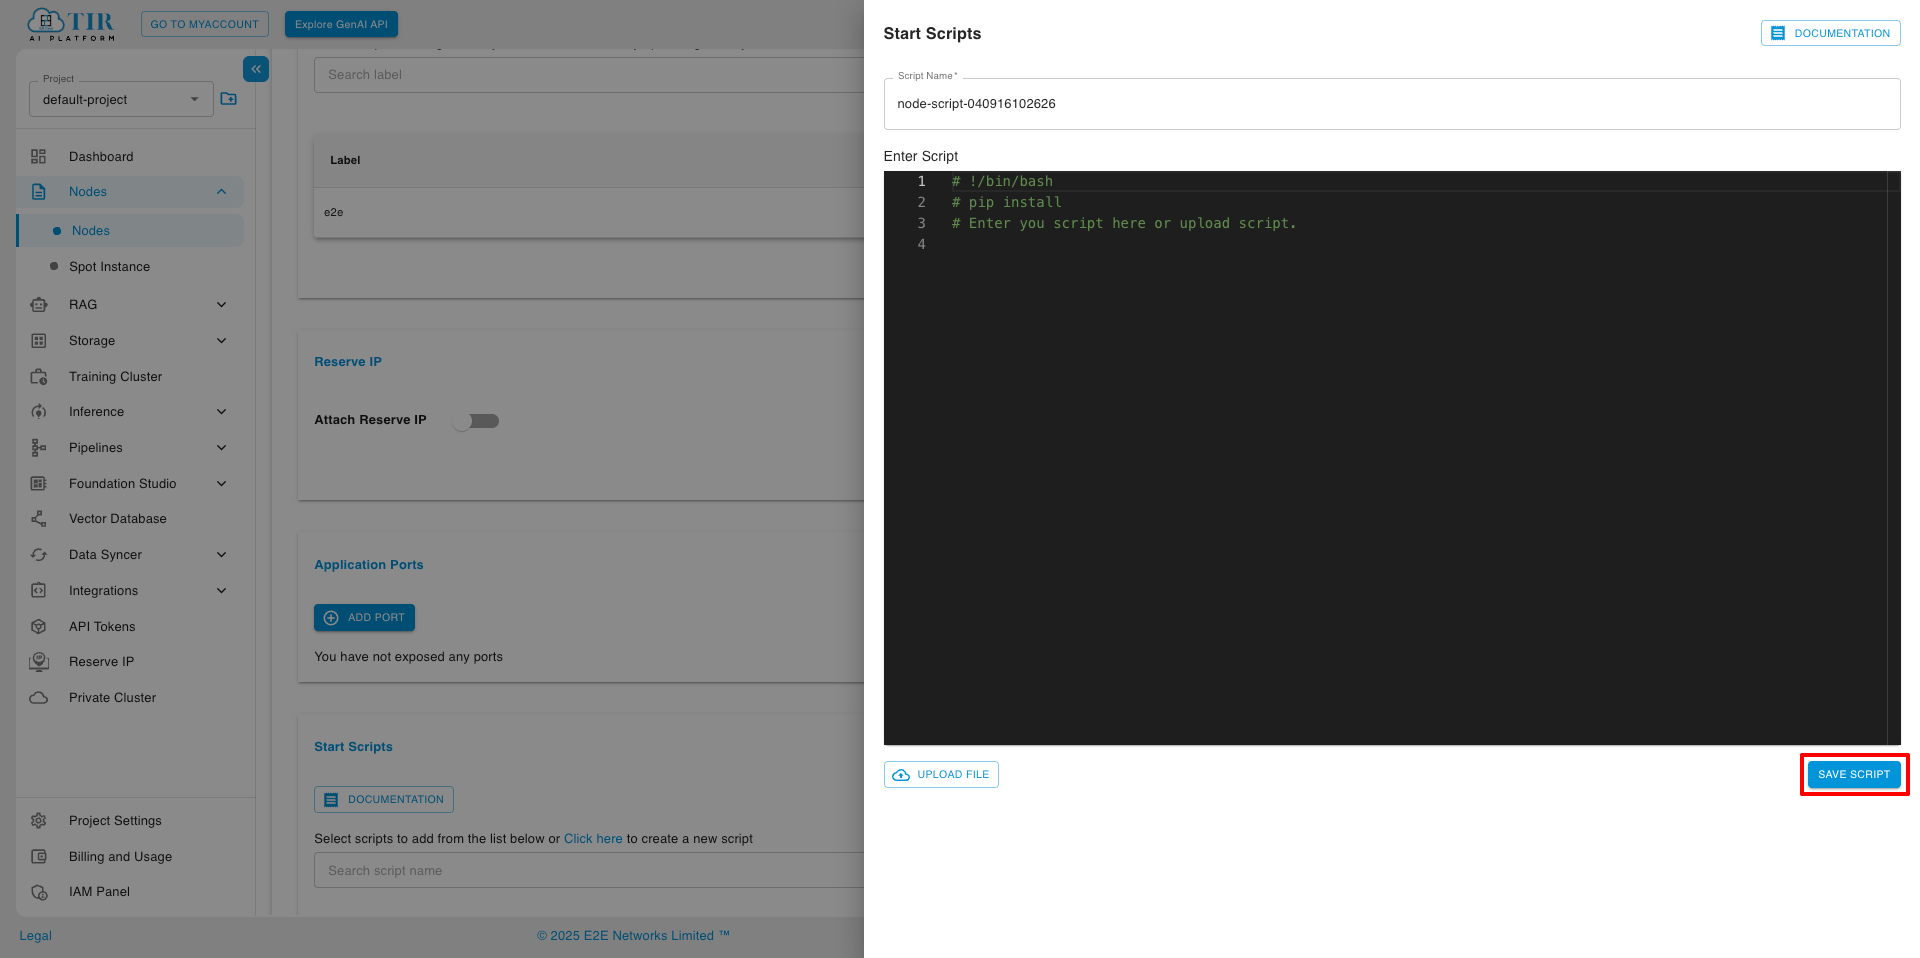 TIR
AI PLATFORM
GO TO MYACCOUNT
Explore GenAI API
Project
default-project
Dashboard
Nodes
Nodes
Spot Instance
RAG
Storage
Training Cluster
Inference
Pipelines
Foundation Studio
Vector Database
Data Syncer
Integrations
API Tokens
Reserve IP
Private Cluster
Project Settings
Billing and Usage
IAM Panel
Legal
© 2025 E2E Networks Limited ™
Search label
Label
e2e
Reserve IP
Attach Reserve IP
Application Ports
ADD PORT
You have not exposed any ports
Start Scripts
DOCUMENTATION
Select scripts to add from the list below or Click here to create a new script
Search script name
Start Scripts
DOCUMENTATION
Script Name *
node-script-040916102626
Enter Script
1 # !/bin/bash
2 # pip install
3 # Enter you script here or upload script.
4
UPLOAD FILE
SAVE SCRIPT